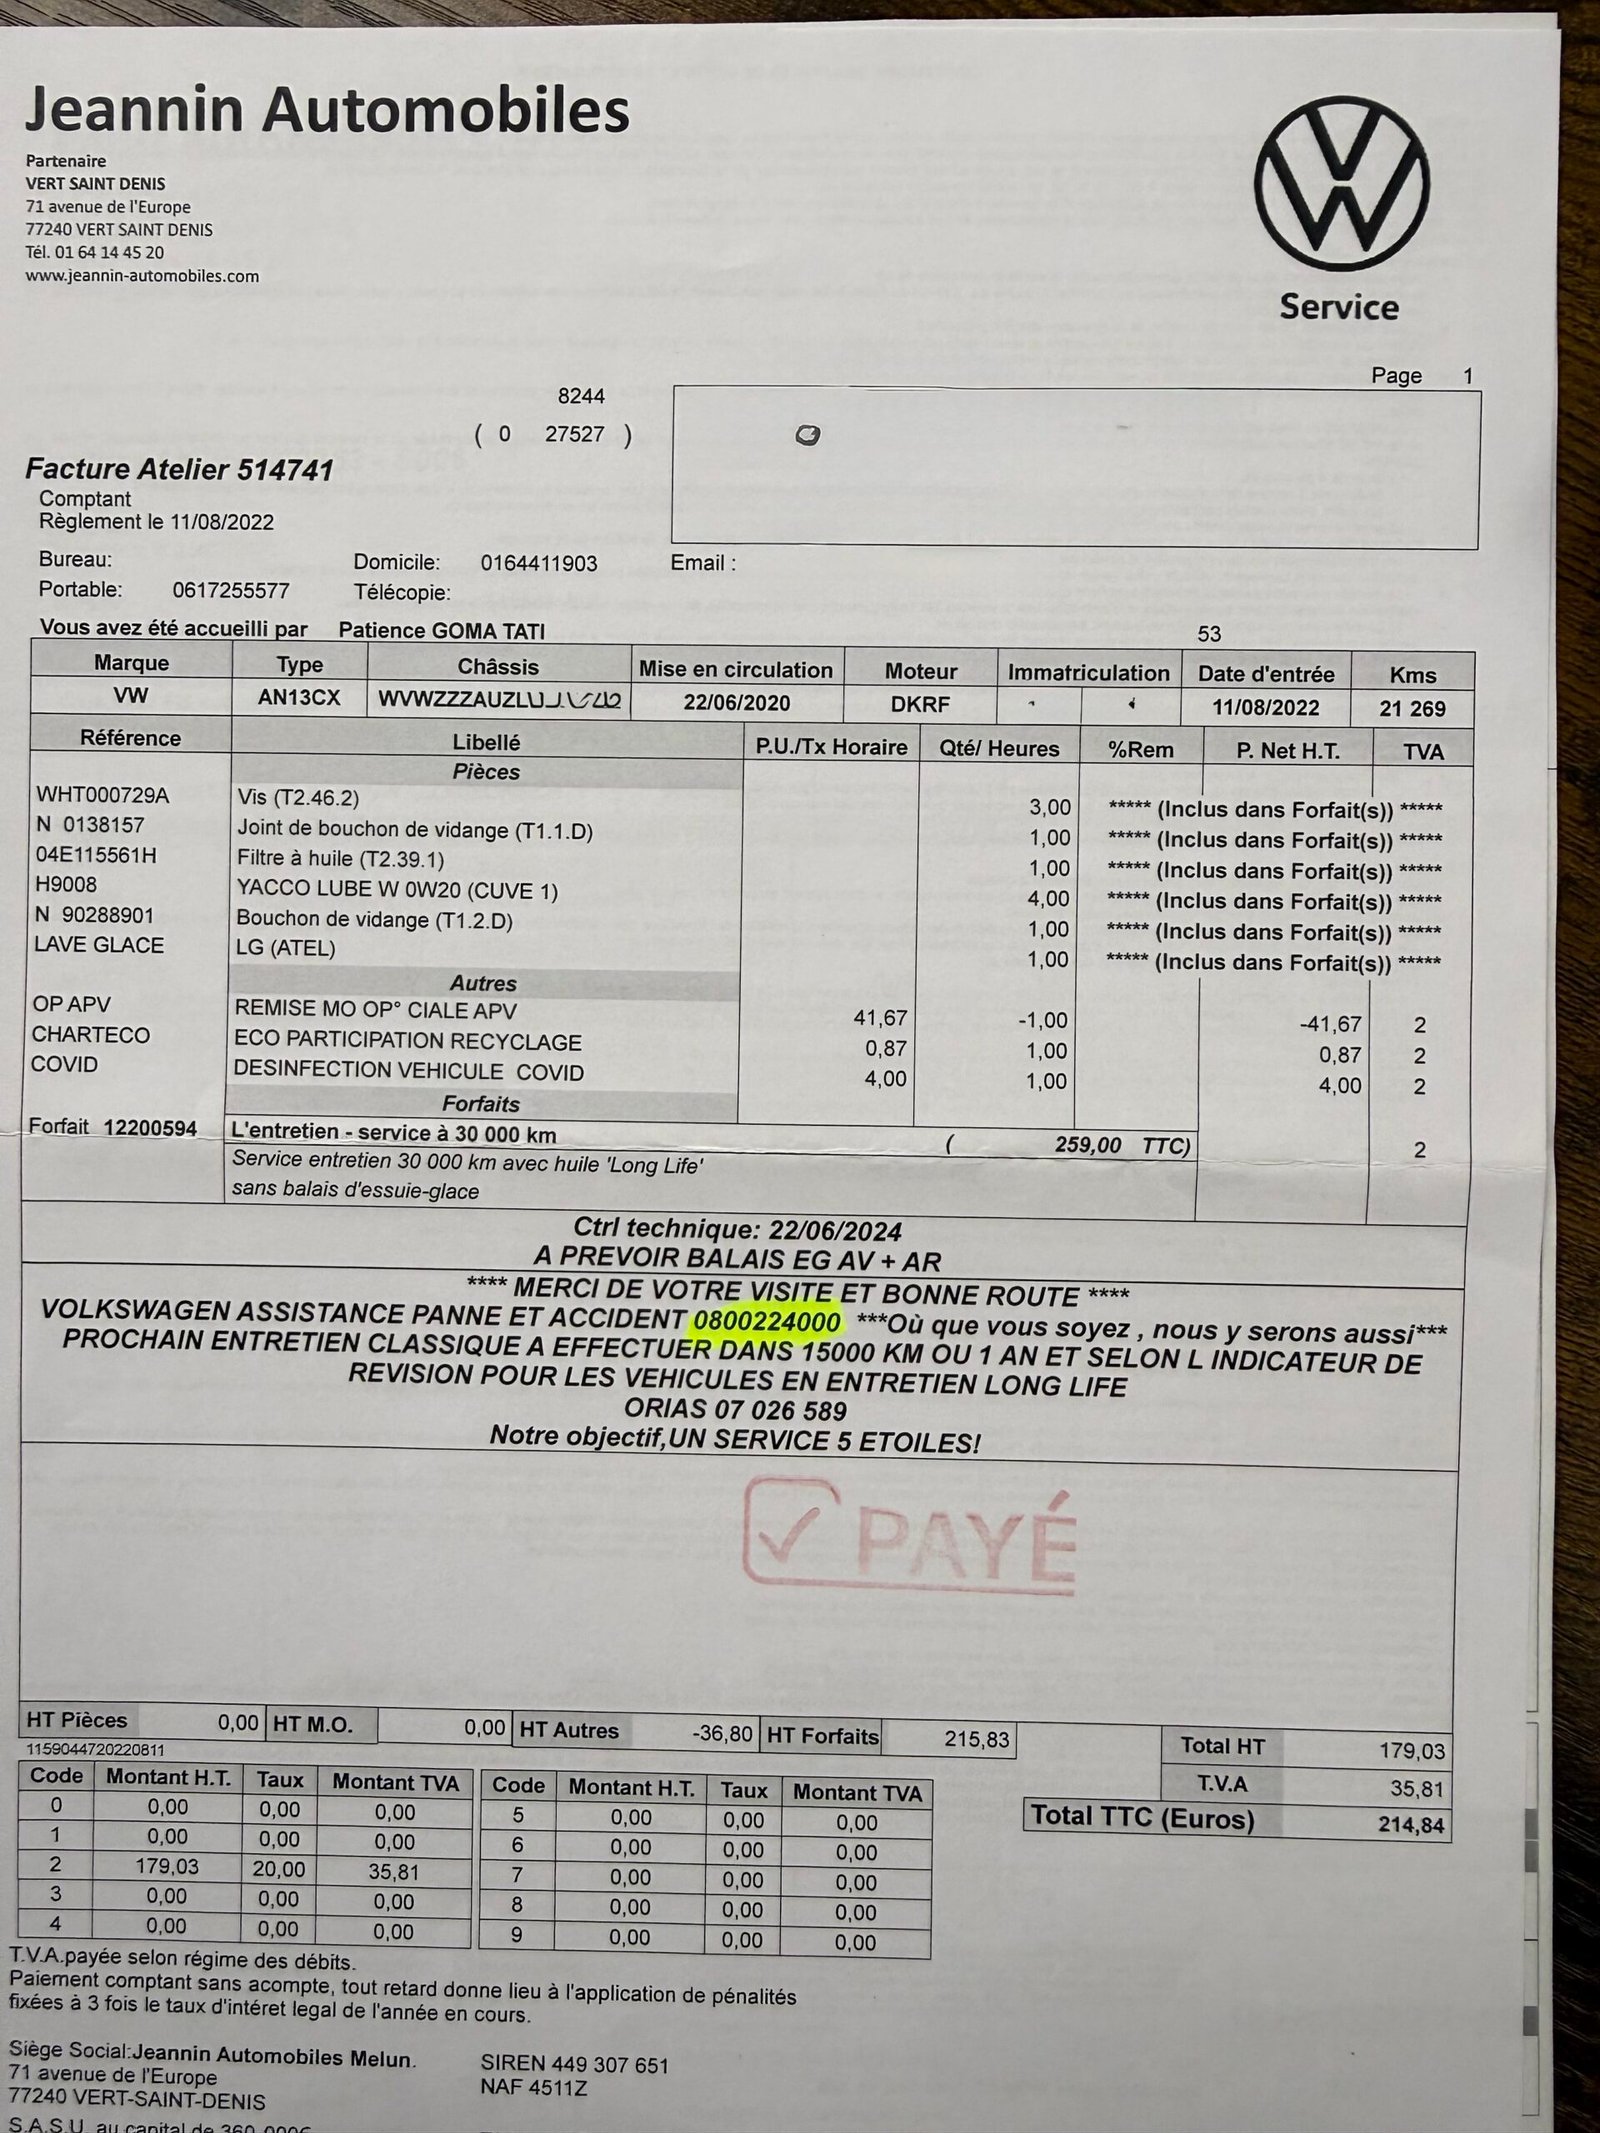 Jeannin Automobiles
Partenaire
VERT SAINT DENIS
71 avenue de l'Europe
77240 VERT SAINT DENIS
Tél. 01 64 14 45 20
www.jeannin-automobiles.com
Service
Page 1
8244
( 0 27527 )
Facture Atelier 514741
Comptant
Règlement le 11/08/2022
Bureau: Domicile: 0164411903 Email :
Portable: 0617255577 Télécopie:
Vous avez été accueilli par Patience GOMA TATI 53
Marque Type Châssis Mise en circulation Moteur Immatriculation Date d'entrée Kms
VW AN13CX WVWZZZAUZL 22/06/2020 DKRF 11/08/2022 21 269
Référence Libellé P.U./Tx Horaire Qté/ Heures %Rem P. Net H.T. TVA
Pièces
WHT000729A Vis (T2.46.2) 3,00 ***** (Inclus dans Forfait(s)) *****
N 0138157 Joint de bouchon de vidange (T1.1.D) 1,00 ***** (Inclus dans Forfait(s)) *****
04E115561H Filtre à huile (T2.39.1) 1,00 ***** (Inclus dans Forfait(s)) *****
H9008 YACCO LUBE W 0W20 (CUVE 1) 4,00 ***** (Inclus dans Forfait(s)) *****
N 90288901 Bouchon de vidange (T1.2.D) 1,00 ***** (Inclus dans Forfait(s)) *****
LAVE GLACE LG (ATEL) 1,00 ***** (Inclus dans Forfait(s)) *****
Autres
OP APV REMISE MO OP° CIALE APV 41,67 -1,00 -41,67 2
CHARTECO ECO PARTICIPATION RECYCLAGE 0,87 1,00 0,87 2
COVID DESINFECTION VEHICULE COVID 4,00 1,00 4,00 2
Forfaits
Forfait 12200594 L'entretien - service à 30 000 km ( 259,00 TTC) 2
Service entretien 30 000 km avec huile 'Long Life'
sans balais d'essuie-glace
Ctrl technique: 22/06/2024
A PREVOIR BALAIS EG AV + AR
**** MERCI DE VOTRE VISITE ET BONNE ROUTE ****
VOLKSWAGEN ASSISTANCE PANNE ET ACCIDENT 0800224000 ***Où que vous soyez , nous y serons aussi***
PROCHAIN ENTRETIEN CLASSIQUE A EFFECTUER DANS 15000 KM OU 1 AN ET SELON L INDICATEUR DE
REVISION POUR LES VEHICULES EN ENTRETIEN LONG LIFE
ORIAS 07 026 589
Notre objectif,UN SERVICE 5 ETOILES!
PAYÉ
HT Pièces 0,00 HT M.O. 0,00 HT Autres -36,80 HT Forfaits 215,83 Total HT 179,03
1159044720220811
T.V.A 35,81
Total TTC (Euros) 214,84
Code Montant H.T. Taux Montant TVA Code Montant H.T. Taux Montant TVA
0 0,00 0,00 0,00 5 0,00 0,00 0,00
1 0,00 0,00 0,00 6 0,00 0,00 0,00
2 179,03 20,00 35,81 7 0,00 0,00 0,00
3 0,00 0,00 0,00 8 0,00 0,00 0,00
4 0,00 0,00 0,00 9 0,00 0,00 0,00
T.V.A.payée selon régime des débits.
Paiement comptant sans acompte, tout retard donne lieu à l'application de pénalités
fixées à 3 fois le taux d'intéret legal de l'année en cours.
Siège Social:Jeannin Automobiles Melun. SIREN 449 307 651
71 avenue de l'Europe NAF 4511Z
77240 VERT-SAINT-DENIS
S.A.S.U. au capital de 360 000€